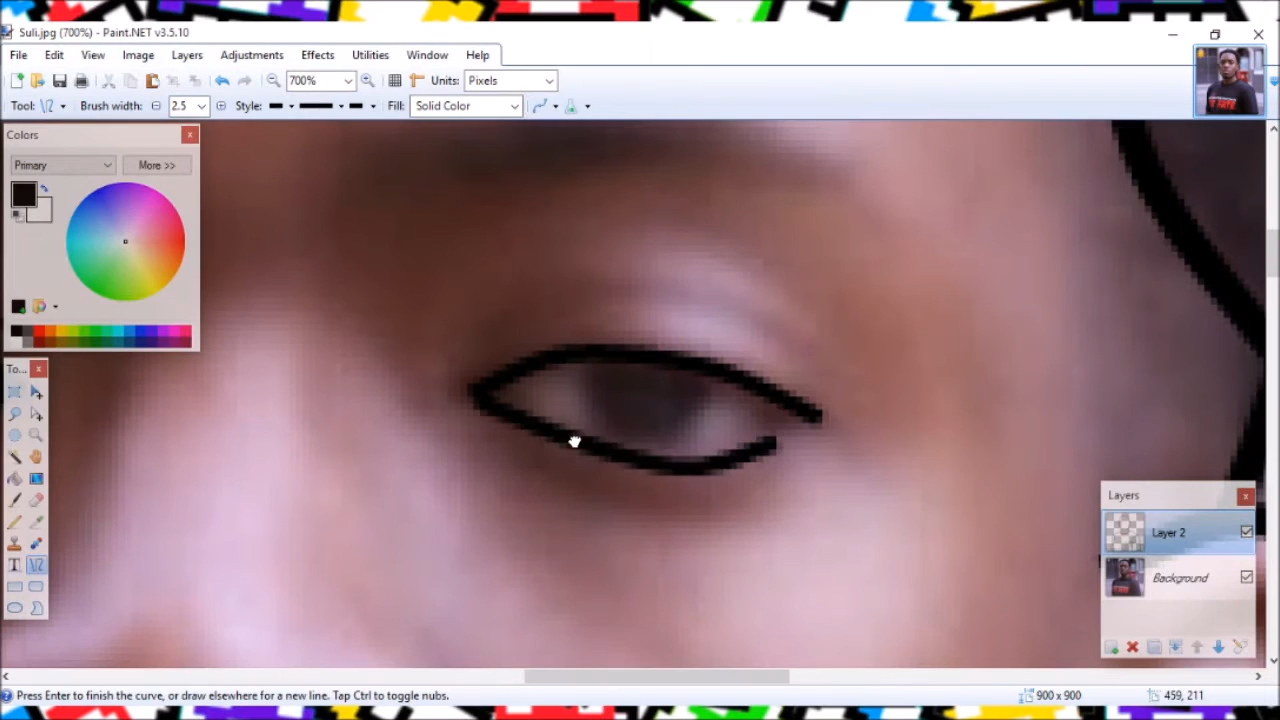 Suli.jpg (700%) - Paint.NET v3.5.10
File Edit View Image Layers Adjustments Effects Utilities Window Help
700% Units: Pixels
Tool: Brush width: 2.5 Style: Fill: Solid Color
Colors
Primary More >>
To...
T
Layers
Layer 2
Background
Press Enter to finish the curve, or draw elsewhere for a new line. Tap Ctrl to toggle nubs. 900 x 900 459, 211